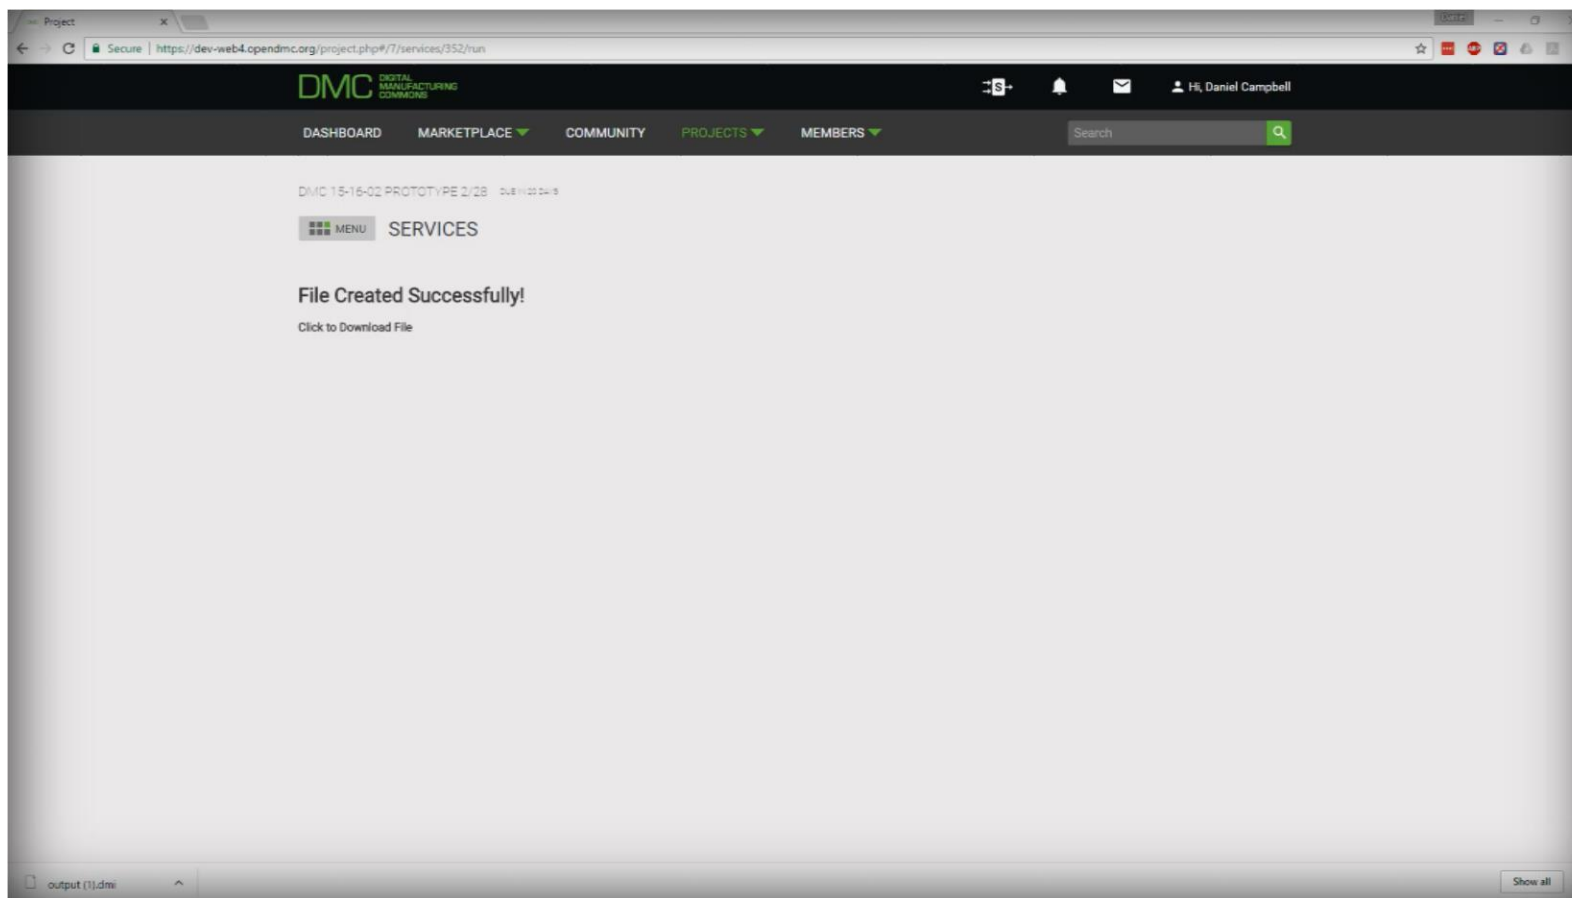 Project
Secure | https://dev-web4.opendmc.org/project.php#/7/services/352/run
DMC DIGITAL
MANUFACTURING
COMMONS
S
Hi, Daniel Campbell
DASHBOARD MARKETPLACE COMMUNITY PROJECTS MEMBERS Search
DMC 15-16-02 PROTOTYPE 2/28
MENU SERVICES
File Created Successfully!
Click to Download File
output (1).dmi Show all